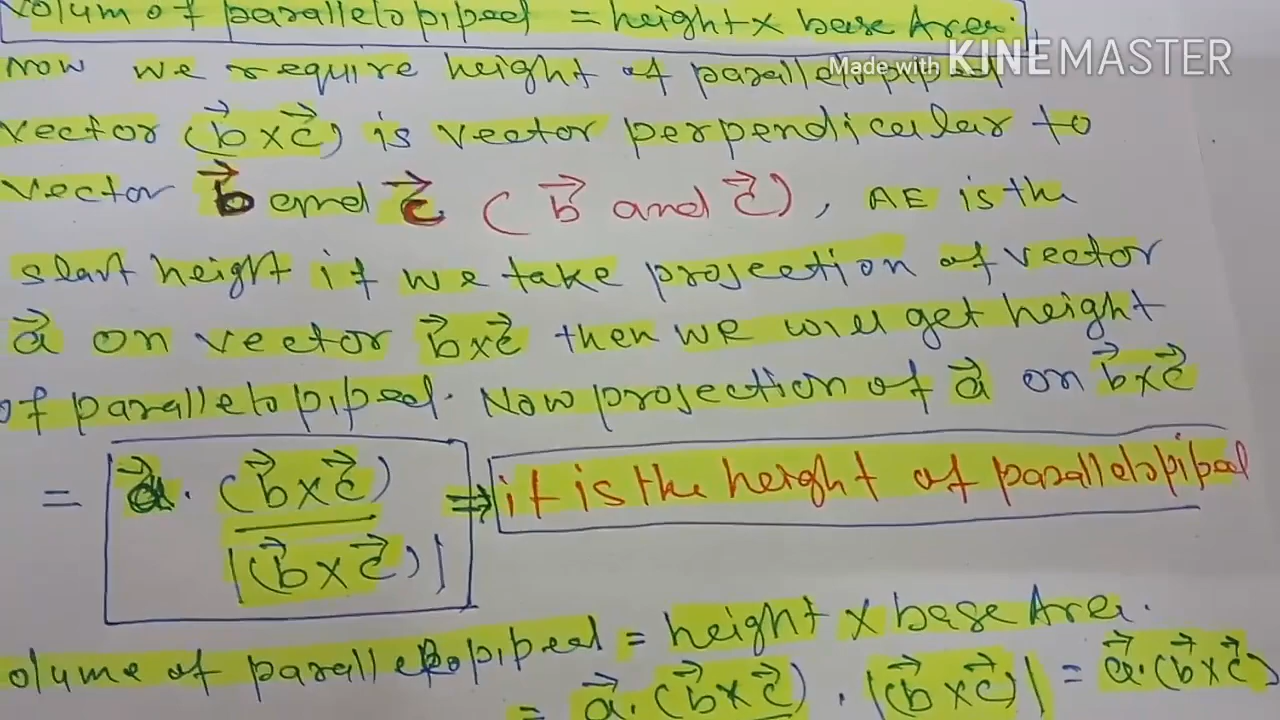 Volum of parallelopiped = height x base Area.
Made with KINEMASTER
Now we require height of parallelopiped
vector (b⃗ x c⃗) is vector perpendicular to
vector b⃗ and c⃗ (b⃗ and c⃗), AE is the
slant height if we take projection of vector
a⃗ on vector b⃗ x c⃗ then we will get height
of parallelopiped. Now projection of a⃗ on b⃗ x c⃗
= a⃗ . (b⃗ x c⃗) / |(b⃗ x c⃗)| ⇒ it is the height of parallelopiped
olume of parallelopiped = height x base Area.
= a⃗ . (b⃗ x c⃗) . |(b⃗ x c⃗)| = a⃗ . (b⃗ x c⃗)